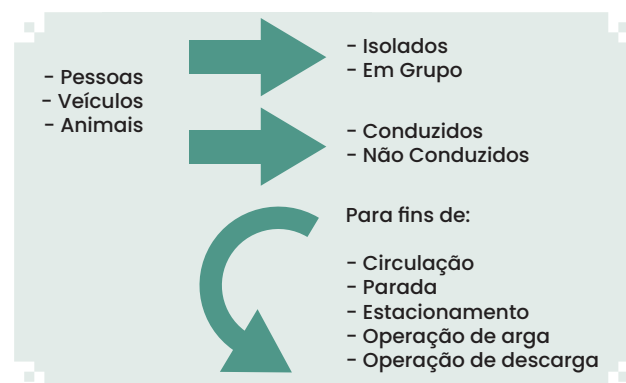 - Pessoas
- Veículos
- Animais
- Isolados
- Em Grupo
- Conduzidos
- Não Conduzidos
Para fins de:
- Circulação
- Parada
- Estacionamento
- Operação de arga
- Operação de descarga